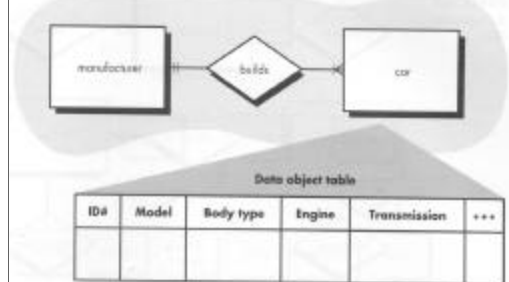 manufacturer builds car
Data object table
ID# Model Body type Engine Transmission +++